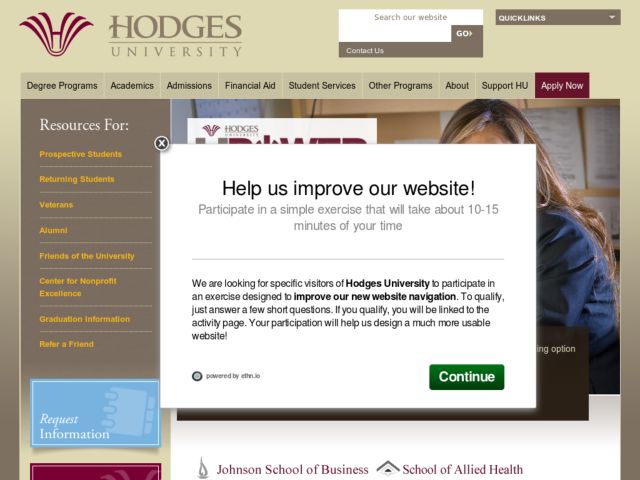 HODGES
UNIVERSITY
Search our website
GO
Contact Us
QUICKLINKS
Degree Programs
Academics
Admissions
Financial Aid
Student Services
Other Programs
About
Support HU
Apply Now
Resources For:
Prospective Students
Returning Students
Veterans
Alumni
Friends of the University
Center for Nonprofit
Excellence
Graduation Information
Refer a Friend
Request
Information
HODGES
UNIVERSITY
X
Help us improve our website!
Participate in a simple exercise that will take about 10-15
minutes of your time
We are looking for specific visitors of Hodges University to participate in
an exercise designed to improve our new website navigation. To qualify,
just answer a few short questions. If you qualify, you will be linked to the
activity page. Your participation will help us design a much more usable
website!
powered by ethn.io
Continue
option
Johnson School of Business
School of Allied Health